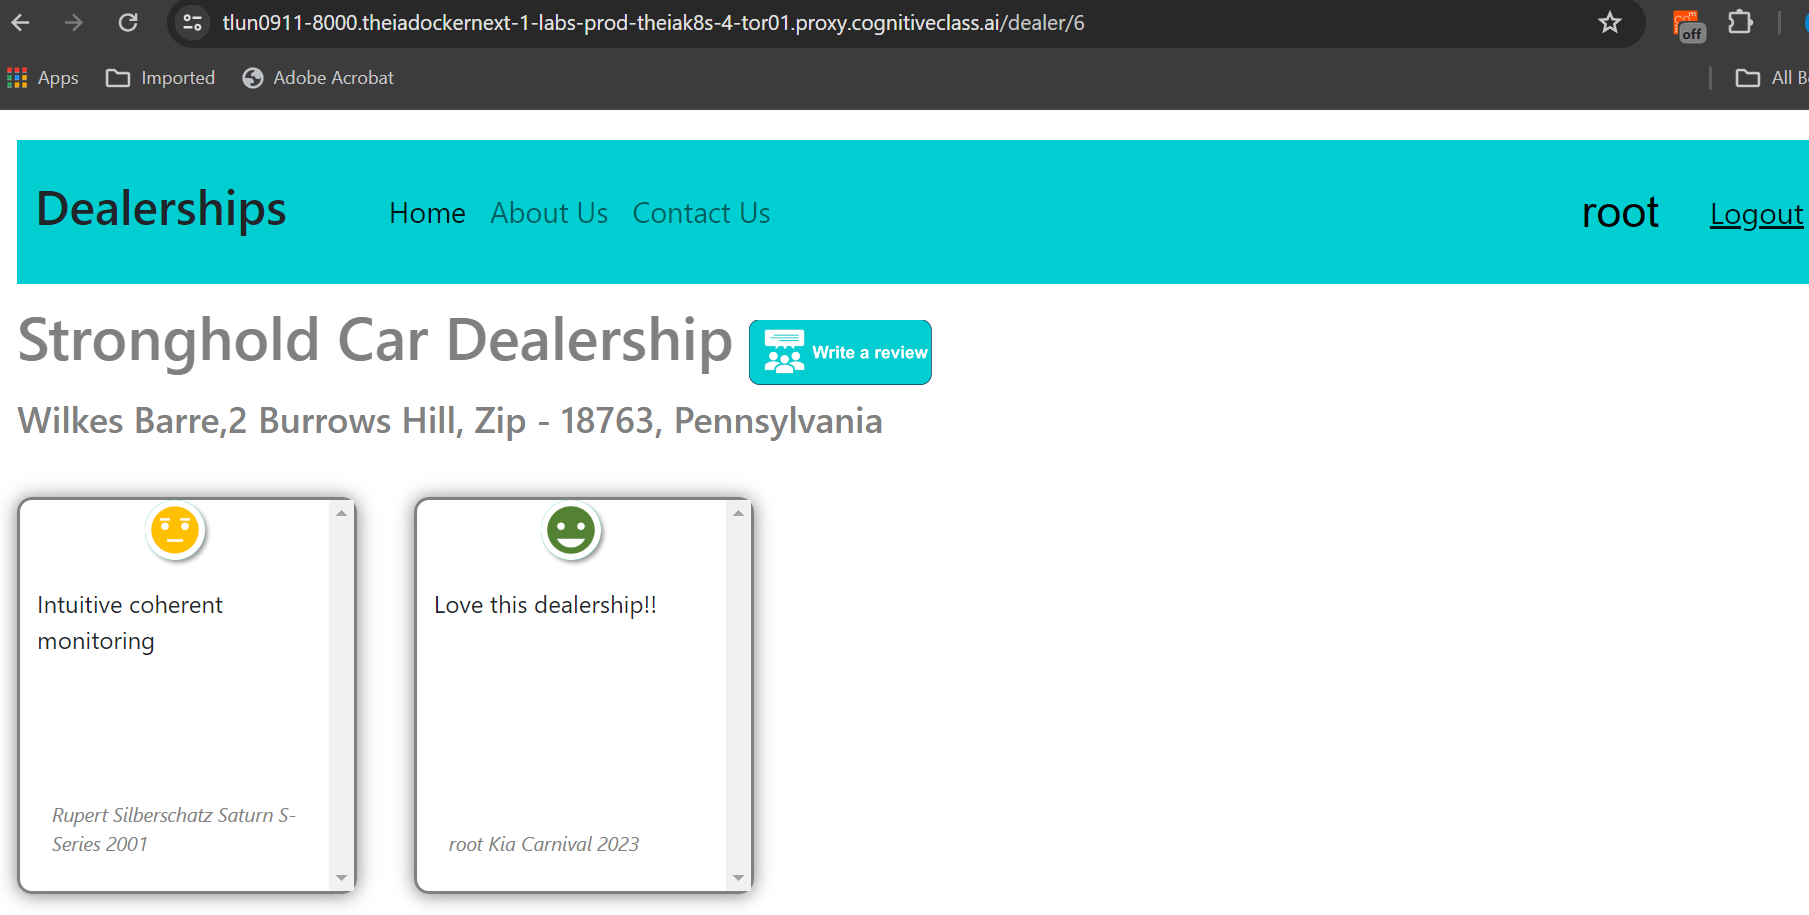 tlun0911-8000.theiadockernext-1-labs-prod-theiak8s-4-tor01.proxy.cognitiveclass.ai/dealer/6
off
Apps Imported Adobe Acrobat All B
Dealerships Home About Us Contact Us root Logout
Stronghold Car Dealership Write a review
Wilkes Barre,2 Burrows Hill, Zip - 18763, Pennsylvania
Intuitive coherent
monitoring
Rupert Silberschatz Saturn S-
Series 2001
Love this dealership!!
root Kia Carnival 2023